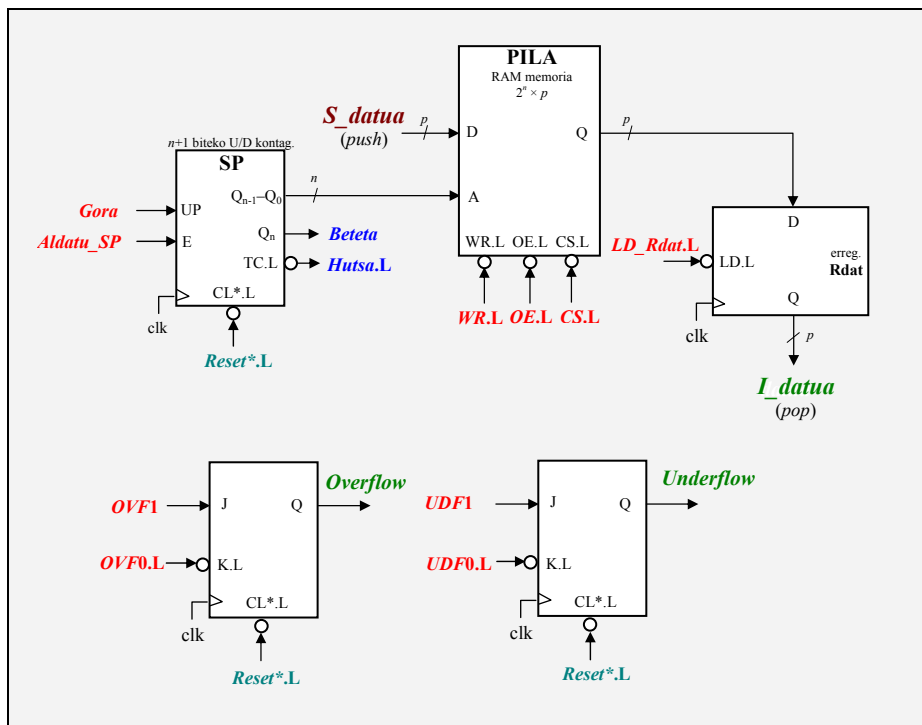 PILA
RAM memoria
2ⁿ × p
S_datua
(push)
p
D
Q
p
n+1 biteko U/D kontag.
SP
Qn-1–Q0
n
A
Gora
UP
Aldatu_SP
E
Qn
Beteta
TC.L
Hutsa.L
CL*.L
clk
Reset*.L
WR.L OE.L CS.L
WR.L OE.L CS.L
D
LD_Rdat.L
LD.L
erreg.
Rdat
Q
clk
p
I_datua
(pop)
OVF1
J
Q
Overflow
OVF0.L
K.L
CL*.L
clk
Reset*.L
UDF1
J
Q
Underflow
UDF0.L
K.L
CL*.L
clk
Reset*.L